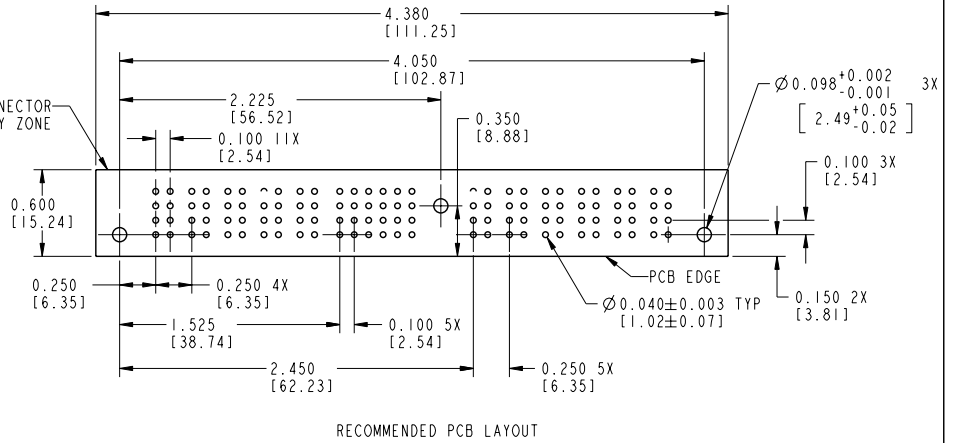 4.380
[111.25]
4.050
[102.87]
2.225
[56.52]
Ø0.098 +0.002 -0.001 3X
[2.49 +0.05 -0.02]
NECTOR
Y ZONE
0.350
[8.88]
0.100 11X
[2.54]
0.100 3X
[2.54]
0.600
[15.24]
PCB EDGE
0.250
[6.35]
0.250 4X
[6.35]
Ø0.040±0.003 TYP
[1.02±0.07]
0.150 2X
[3.81]
1.525
[38.74]
0.100 5X
[2.54]
2.450
[62.23]
0.250 5X
[6.35]
RECOMMENDED PCB LAYOUT